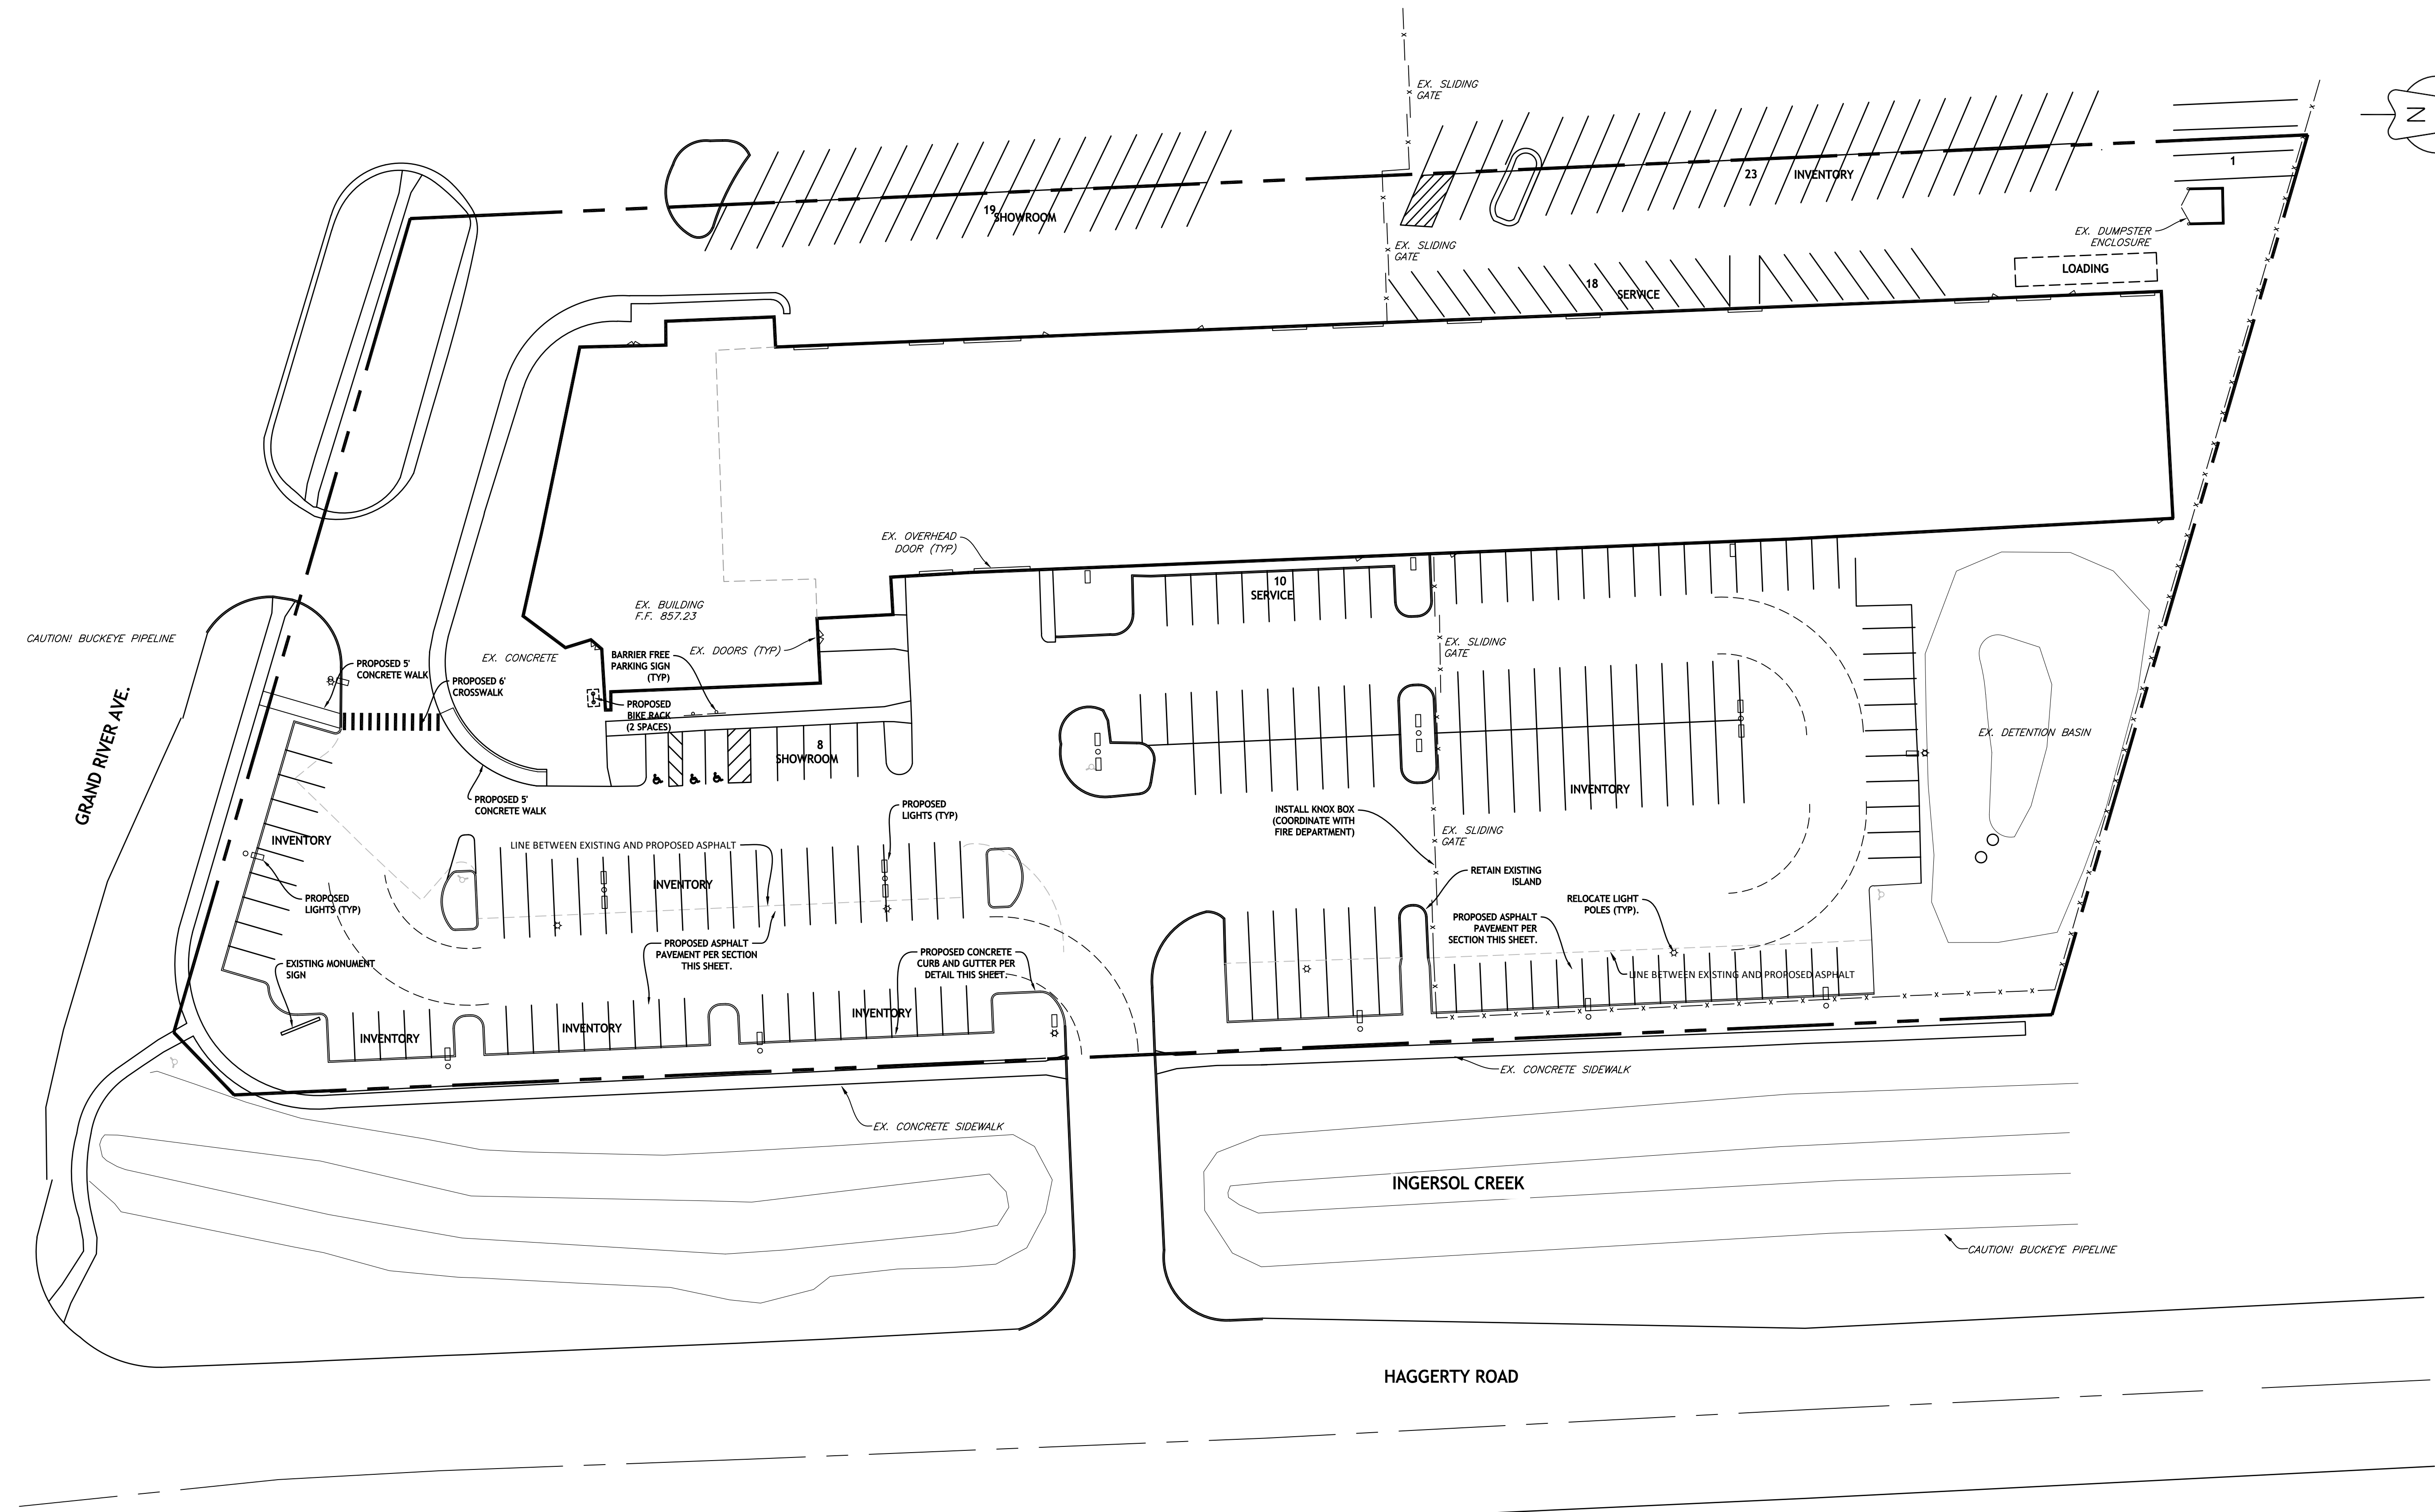 EX. SLIDING
GATE
N
1
23
INVENTORY
19
SHOWROOM
EX. DUMPSTER
ENCLOSURE
EX. SLIDING
GATE
LOADING
18
SERVICE
EX. OVERHEAD
DOOR (TYP)
10
SERVICE
EX. BUILDING
F.F. 857.23
CAUTION! BUCKEYE PIPELINE
EX. CONCRETE
BARRIER FREE
PARKING SIGN
(TYP)
EX. DOORS (TYP)
EX. SLIDING
GATE
PROPOSED 5'
CONCRETE WALK
PROPOSED 6'
CROSSWALK
PROPOSED
BIKE RACK
(2 SPACES)
GRAND RIVER AVE.
8
SHOWROOM
EX. DETENTION BASIN
PROPOSED 5'
CONCRETE WALK
PROPOSED
LIGHTS (TYP)
INVENTORY
INSTALL KNOX BOX
(COORDINATE WITH
FIRE DEPARTMENT)
EX. SLIDING
GATE
INVENTORY
LINE BETWEEN EXISTING AND PROPOSED ASPHALT
INVENTORY
RETAIN EXISTING
ISLAND
PROPOSED
LIGHTS (TYP)
RELOCATE LIGHT
POLES (TYP).
PROPOSED ASPHALT
PAVEMENT PER
SECTION THIS SHEET.
PROPOSED ASPHALT
PAVEMENT PER SECTION
THIS SHEET.
PROPOSED CONCRETE
CURB AND GUTTER PER
DETAIL THIS SHEET.
EXISTING MONUMENT
SIGN
LINE BETWEEN EXISTING AND PROPOSED ASPHALT
INVENTORY
INVENTORY
INVENTORY
EX. CONCRETE SIDEWALK
EX. CONCRETE SIDEWALK
INGERSOL CREEK
CAUTION! BUCKEYE PIPELINE
HAGGERTY ROAD